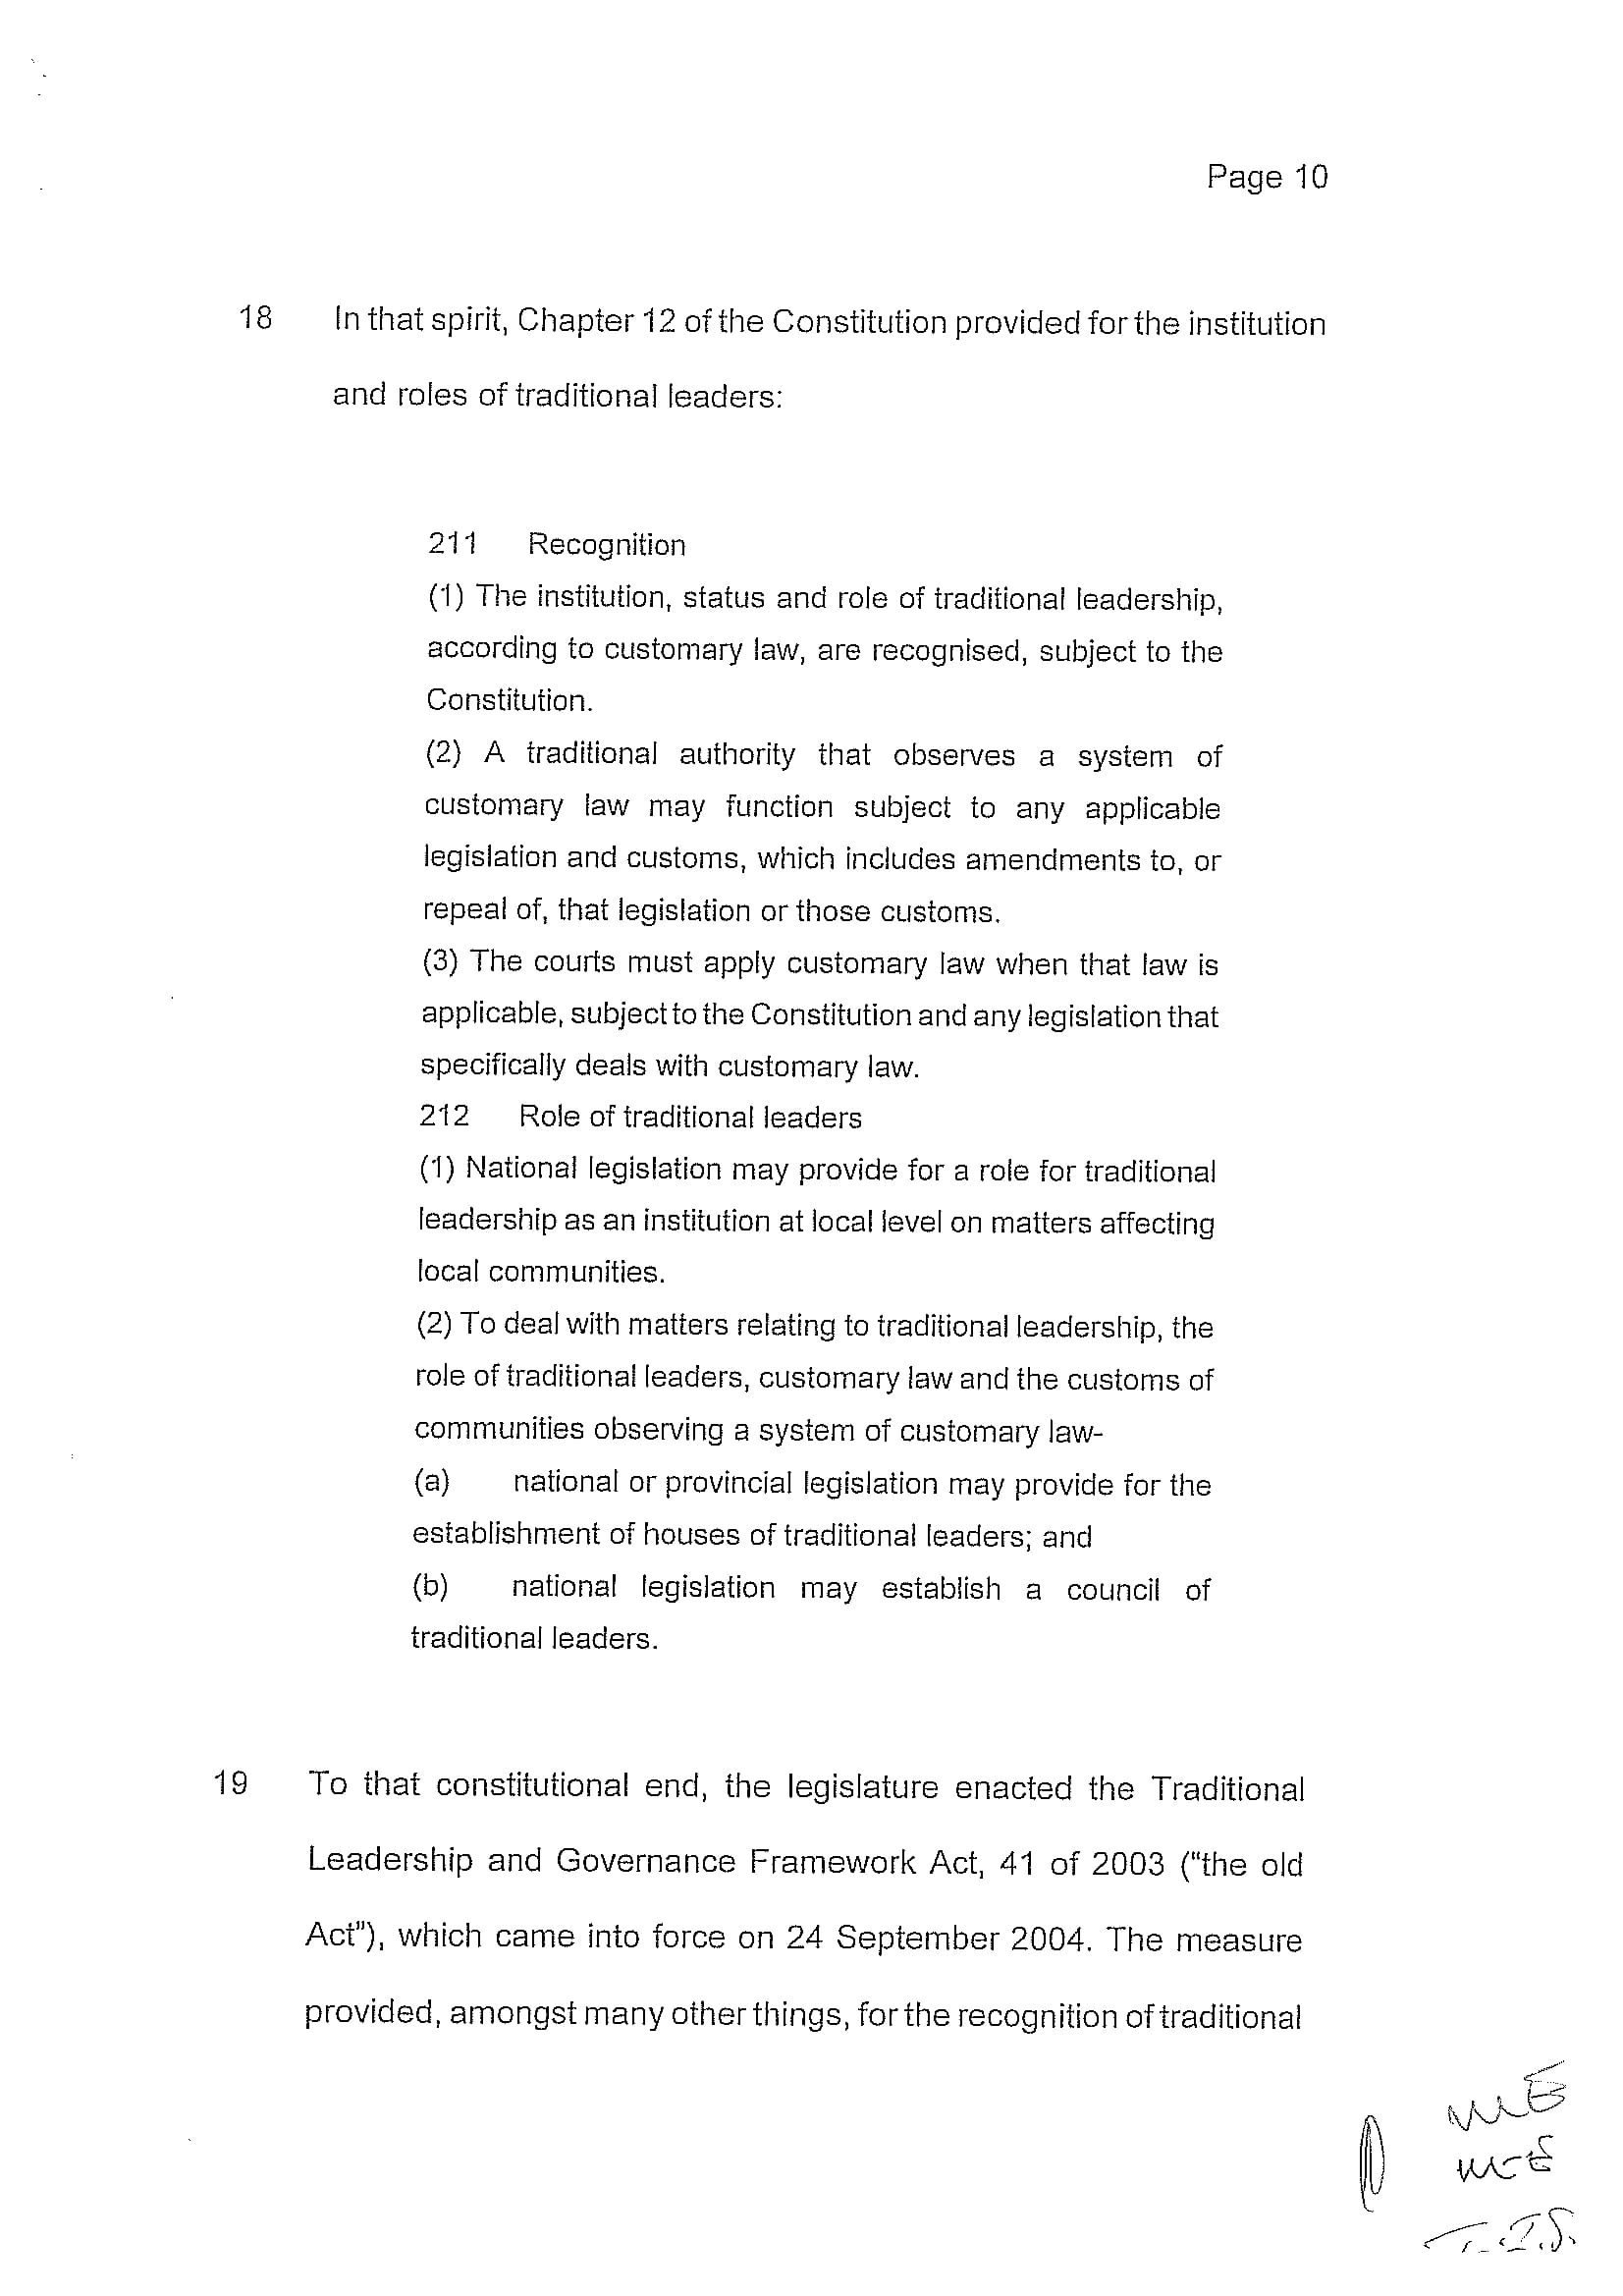 Page 10
18 In that spirit, Chapter 12 of the Constitution provided for the institution
and roles of traditional leaders:
211 Recognition
(1) The institution, status and role of traditional leadership,
according to customary law, are recognised, subject to the
Constitution.
(2) A traditional authority that observes a system of
customary law may function subject to any applicable
legislation and customs, which includes amendments to, or
repeal of, that legislation or those customs.
(3) The courts must apply customary law when that law is
applicable, subject to the Constitution and any legislation that
specifically deals with customary law.
212 Role of traditional leaders
(1) National legislation may provide for a role for traditional
leadership as an institution at local level on matters affecting
local communities.
(2) To deal with matters relating to traditional leadership, the
role of traditional leaders, customary law and the customs of
communities observing a system of customary law-
(a) national or provincial legislation may provide for the
establishment of houses of traditional leaders; and
(b) national legislation may establish a council of
traditional leaders.
19 To that constitutional end, the legislature enacted the Traditional
Leadership and Governance Framework Act, 41 of 2003 ("the old
Act"), which came into force on 24 September 2004. The measure
provided, amongst many other things, for the recognition of traditional